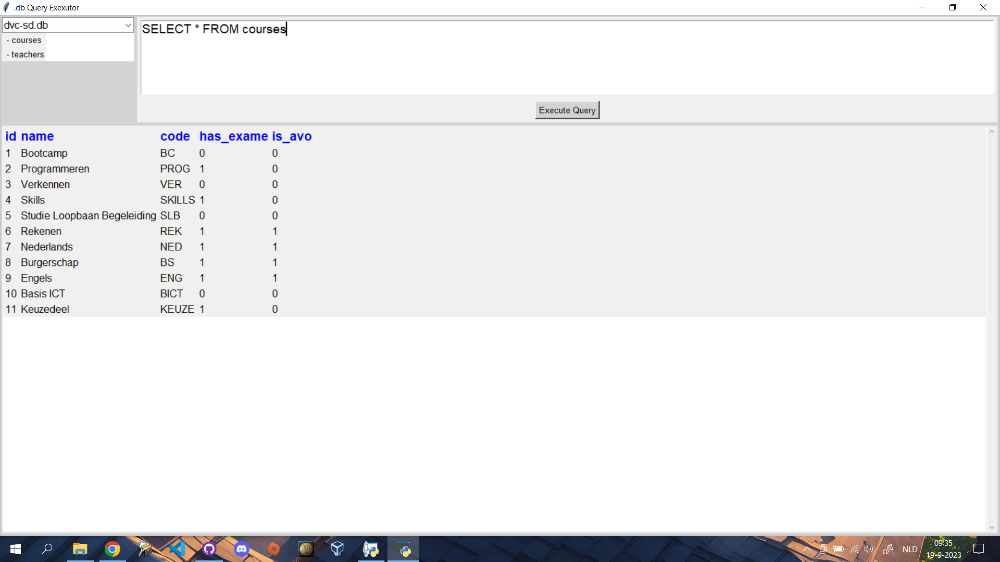 .db Query Exexutor
dvc-sd.db
- courses
- teachers
SELECT * FROM courses
Execute Query
id name code has_exame is_avo
1 Bootcamp BC 0 0
2 Programmeren PROG 1 0
3 Verkennen VER 0 0
4 Skills SKILLS 1 0
5 Studie Loopbaan Begeleiding SLB 0 0
6 Rekenen REK 1 1
7 Nederlands NED 1 1
8 Burgerschap BS 1 1
9 Engels ENG 1 1
10 Basis ICT BICT 0 0
11 Keuzedeel KEUZE 1 0
NLD
09:35
19-9-2023